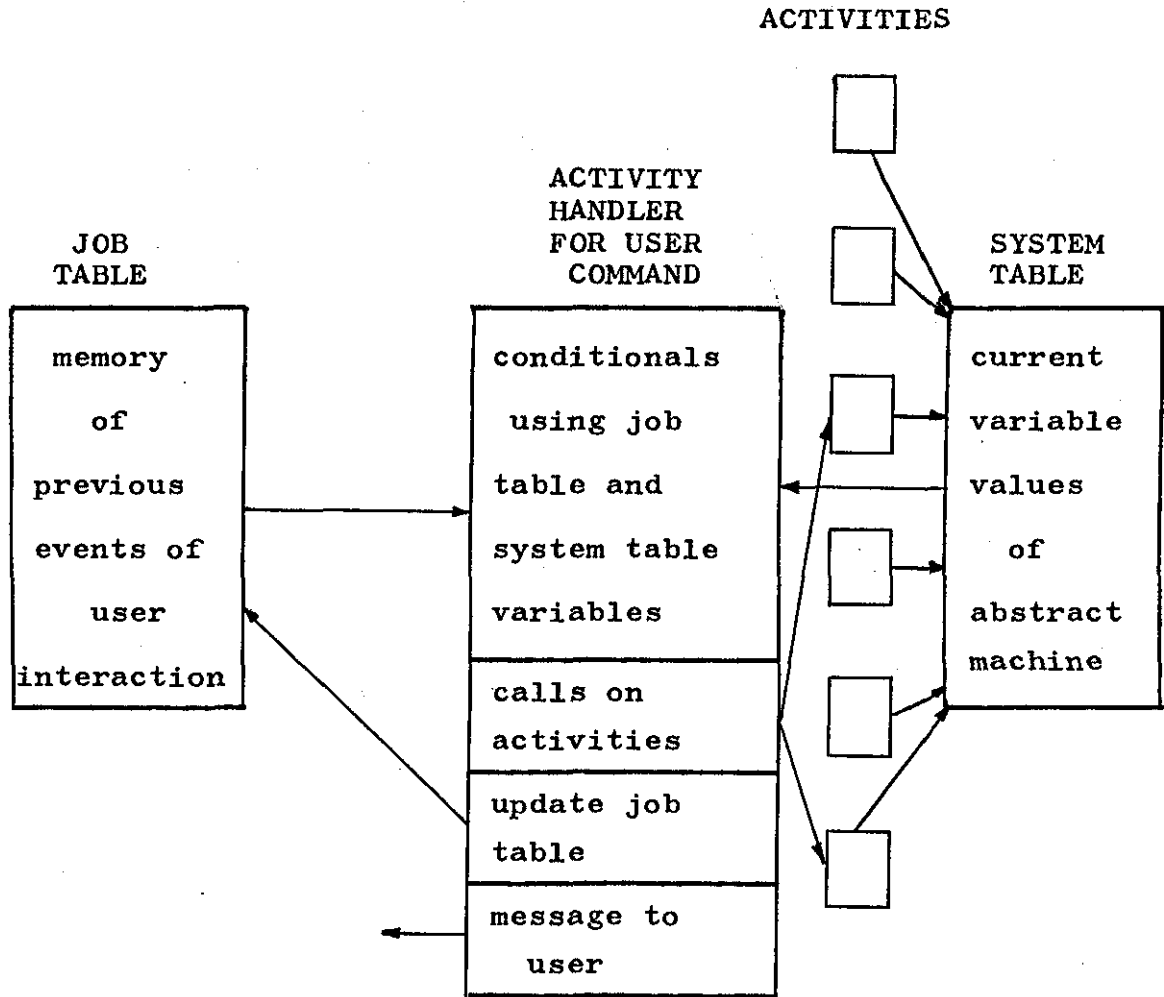 ACTIVITIES
ACTIVITY
HANDLER
FOR USER
COMMAND
JOB
TABLE
SYSTEM
TABLE
memory
of
previous
events of
user
interaction
conditionals
using job
table and
system table
variables
calls on
activities
update job
table
message to
user
current
variable
values
of
abstract
machine